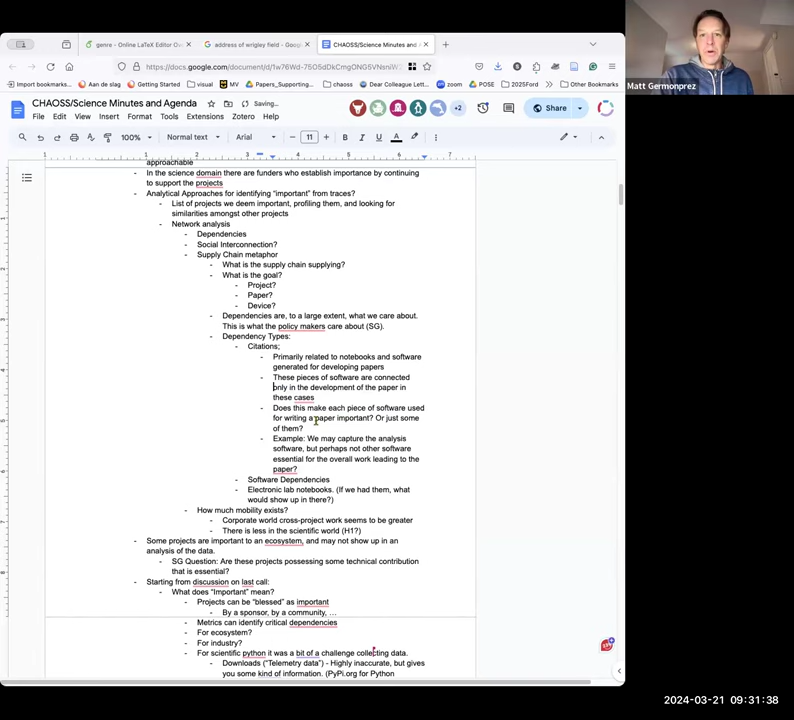 genre - Online LaTeX Editor Ov
address of wrigley field - Goog
CHAOSS/Science Minutes and A
Import bookmarks...
Aan de slag
Getting Started
visual
MV
Papers_Supporting...
chaoss
Dear Colleague Lett
zoom
POSE
2025Ford
Other Bookmarks
CHAOSS/Science Minutes and Agenda
Saving...
+2
Share
File Edit View Insert Format Tools Extensions Zotero Help
100%
Normal text
Arial
11
B I U A
1 1 2 3 4 5 6 7
approachable
- In the science domain there are funders who establish importance by continuing
to support the projects
- Analytical Approaches for identifying “important” from traces?
- List of projects we deem important, profiling them, and looking for
similarities amongst other projects
- Network analysis
- Dependencies
- Social Interconnection?
- Supply Chain metaphor
- What is the supply chain supplying?
- What is the goal?
- Project?
- Paper?
- Device?
- Dependencies are, to a large extent, what we care about.
This is what the policy makers care about (SG).
- Dependency Types:
- Citations;
- Primarily related to notebooks and software
generated for developing papers
- These pieces of software are connected
only in the development of the paper in
these cases
- Does this make each piece of software used
for writing a paper important? Or just some
of them?
- Example: We may capture the analysis
software, but perhaps not other software
essential for the overall work leading to the
paper?
- Software Dependencies
- Electronic lab notebooks. (If we had them, what
would show up in there?)
- How much mobility exists?
- Corporate world cross-project work seems to be greater
- There is less in the scientific world (H1?)
- Some projects are important to an ecosystem, and may not show up in an
analysis of the data.
- SG Question: Are these projects possessing some technical contribution
that is essential?
- Starting from discussion on last call:
- What does “Important” mean?
- Projects can be “blessed” as important
- By a sponsor, by a community, …
- Metrics can identify critical dependencies
- For ecosystem?
- For industry?
- For scientific python it was a bit of a challenge collecting data.
- Downloads (“Telemetry data”) - Highly inaccurate, but gives
you some kind of information. (PyPi.org for Python
Matt Germonprez
2024-03-21 09:31:38